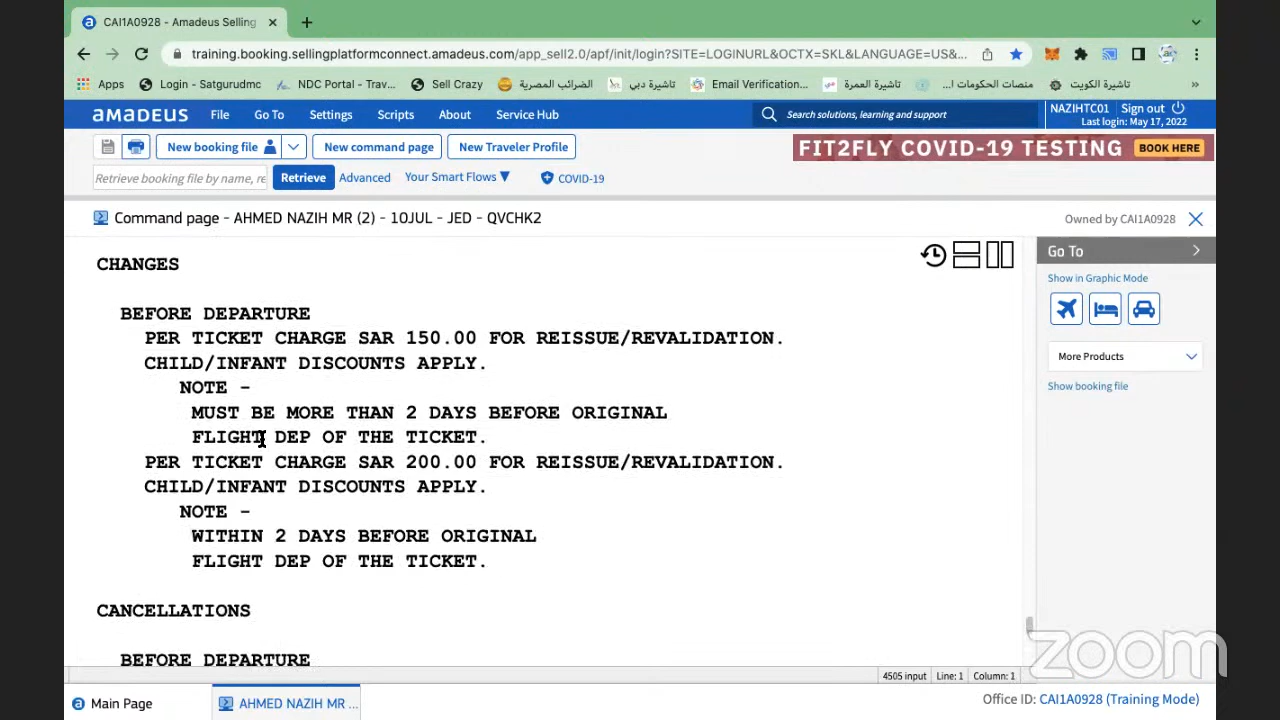 CAI1A0928 - Amadeus Selling
training.booking.sellingplatformconnect.amadeus.com/app_sell2.0/apf/init/login?SITE=LOGINURL&OCTX=SKL&LANGUAGE=US&...
Apps Login - Satgurudmc NDC Portal - Trav... Sell Crazy الضرائب المصرية تاشيرة دبي Email Verification... تاشيرة العمرة منصات الحكومات ا... تاشيرة الكويت »
amadeus File Go To Settings Scripts About Service Hub Search solutions, learning and support NAZIHTC01 Sign out
Last login: May 17, 2022
New booking file New command page New Traveler Profile FIT2FLY COVID-19 TESTING BOOK HERE
Retrieve booking file by name, re Retrieve Advanced Your Smart Flows COVID-19
Command page - AHMED NAZIH MR (2) - 10JUL - JED - QVCHK2 Owned by CAI1A0928
Go To
Show in Graphic Mode
More Products
Show booking file
CHANGES
BEFORE DEPARTURE
PER TICKET CHARGE SAR 150.00 FOR REISSUE/REVALIDATION.
CHILD/INFANT DISCOUNTS APPLY.
NOTE -
MUST BE MORE THAN 2 DAYS BEFORE ORIGINAL
FLIGHT DEP OF THE TICKET.
PER TICKET CHARGE SAR 200.00 FOR REISSUE/REVALIDATION.
CHILD/INFANT DISCOUNTS APPLY.
NOTE -
WITHIN 2 DAYS BEFORE ORIGINAL
FLIGHT DEP OF THE TICKET.
CANCELLATIONS
BEFORE DEPARTURE
zoom
4505 input Line: 1 Column: 1
Main Page AHMED NAZIH MR ... Office ID: CAI1A0928 (Training Mode)